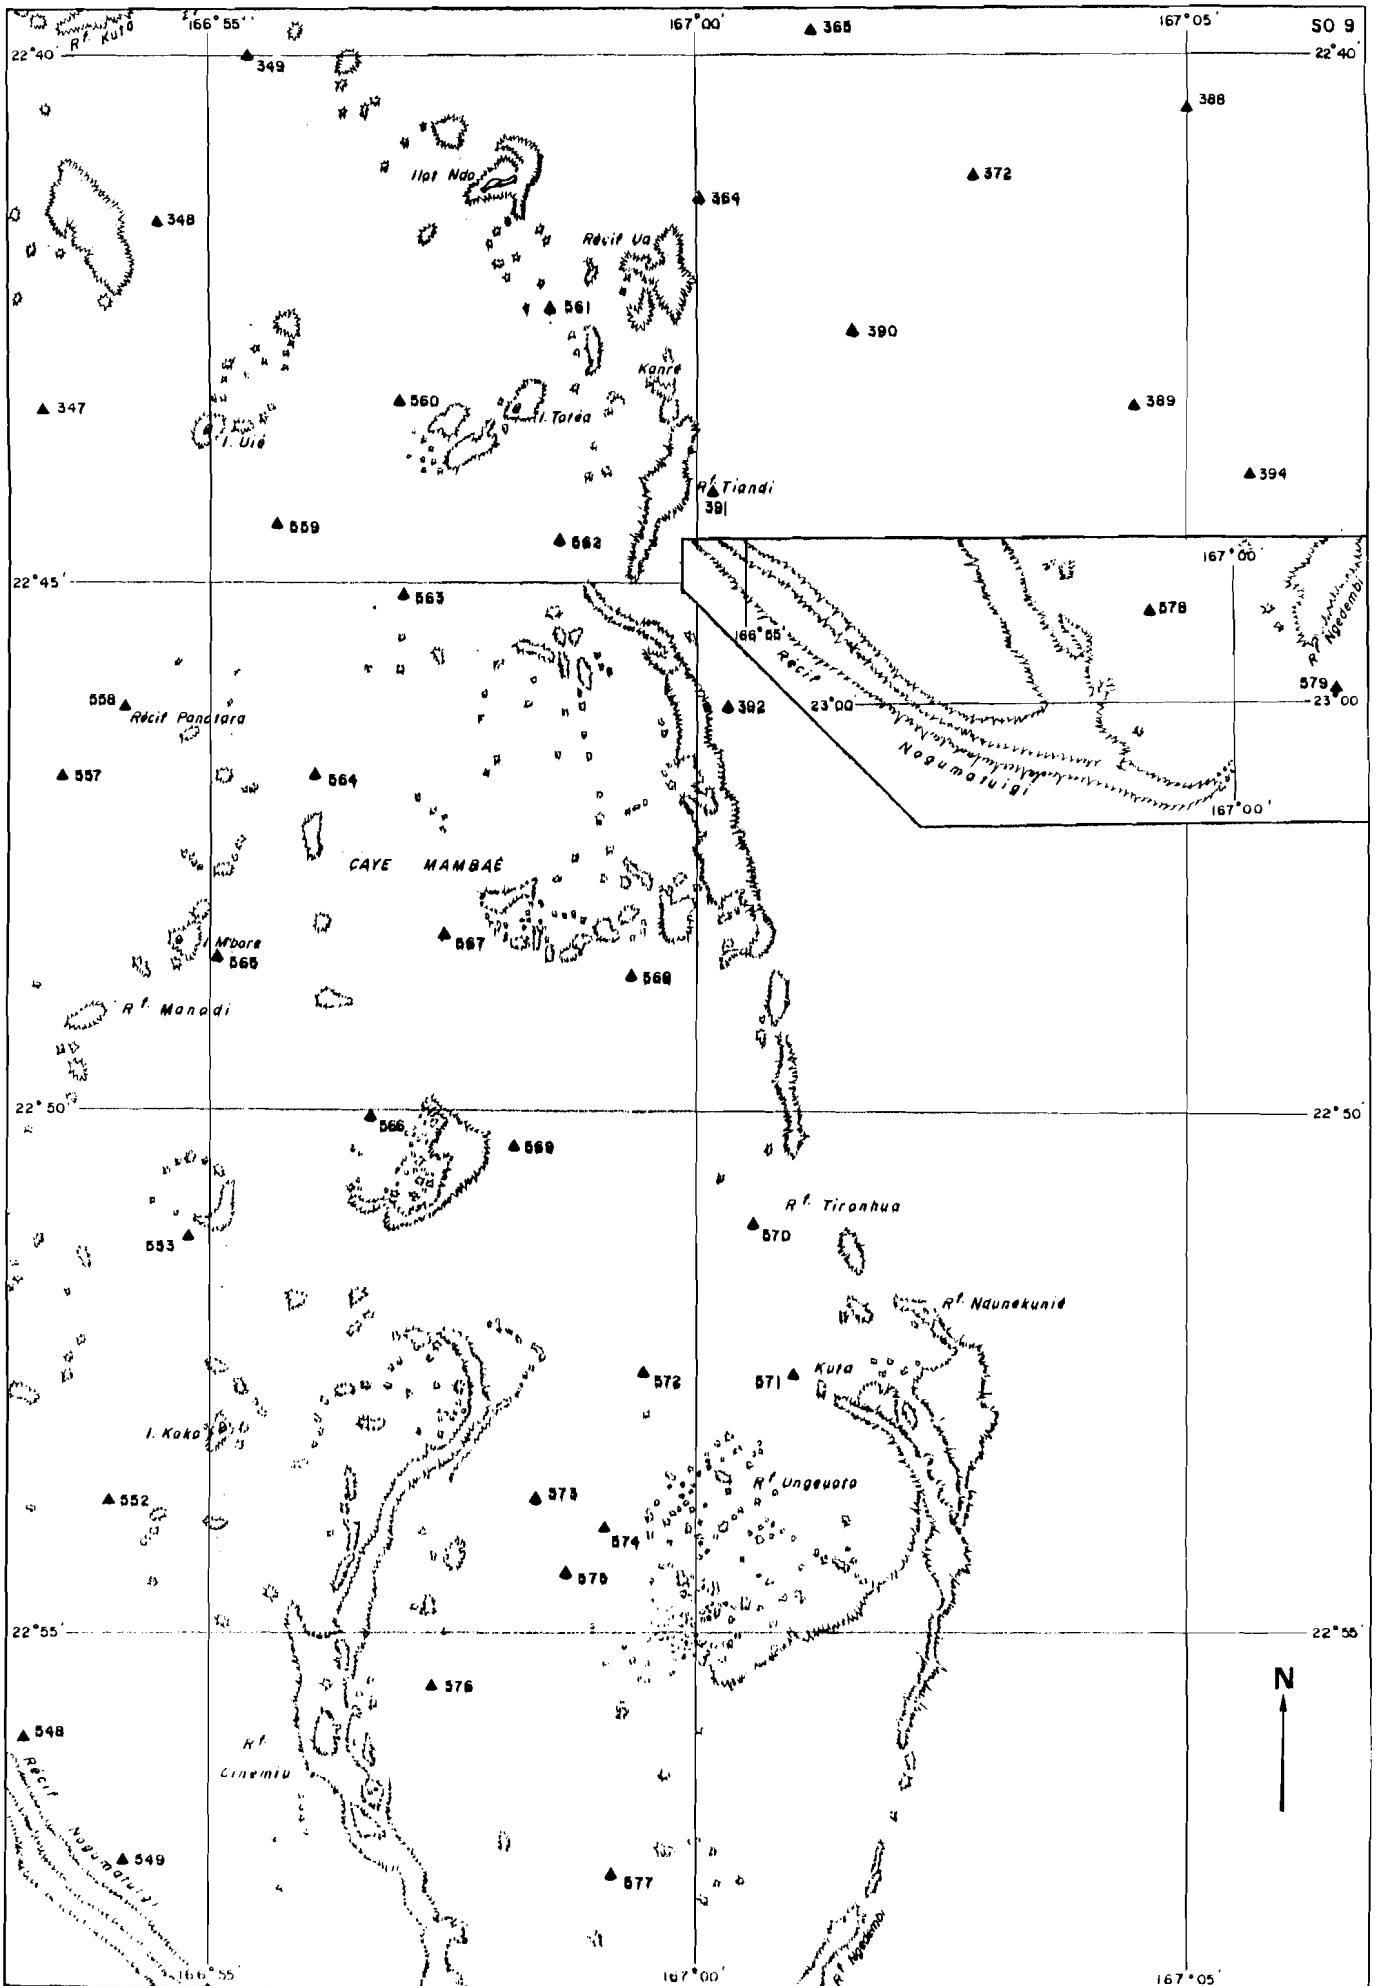 166°55'
167°00'
167°05'
SO 9
Rf. Kuta
22°40'
22°40'
349
365
388
372
Ilot Ndo
364
348
Récif Ua
561
390
Kanre
347
560
I. Totéa
389
I. Uié
394
Rf. Tiandi
391
559
562
22°45'
563
167°00'
578
166°55'
Récif
Rf. Ngedembi
579
558
Récif Panatara
392
23°00'
23°00'
Nogumatuigi
557
564
167°00'
CAYE MAMBAÉ
I. M'bore
567
565
568
Rf. Manadi
22°50'
22°50'
566
569
Rf. Tironhua
553
570
Rf. Ndunekunié
572
571
Kuta
I. Koko
Rf. Ungeuoto
552
573
574
575
22°55'
22°55'
576
N
548
Rf.
Cinemiu
Récif Nogumatuigi
549
577
Rf. Ngedembi
166°55'
167°00'
167°05'